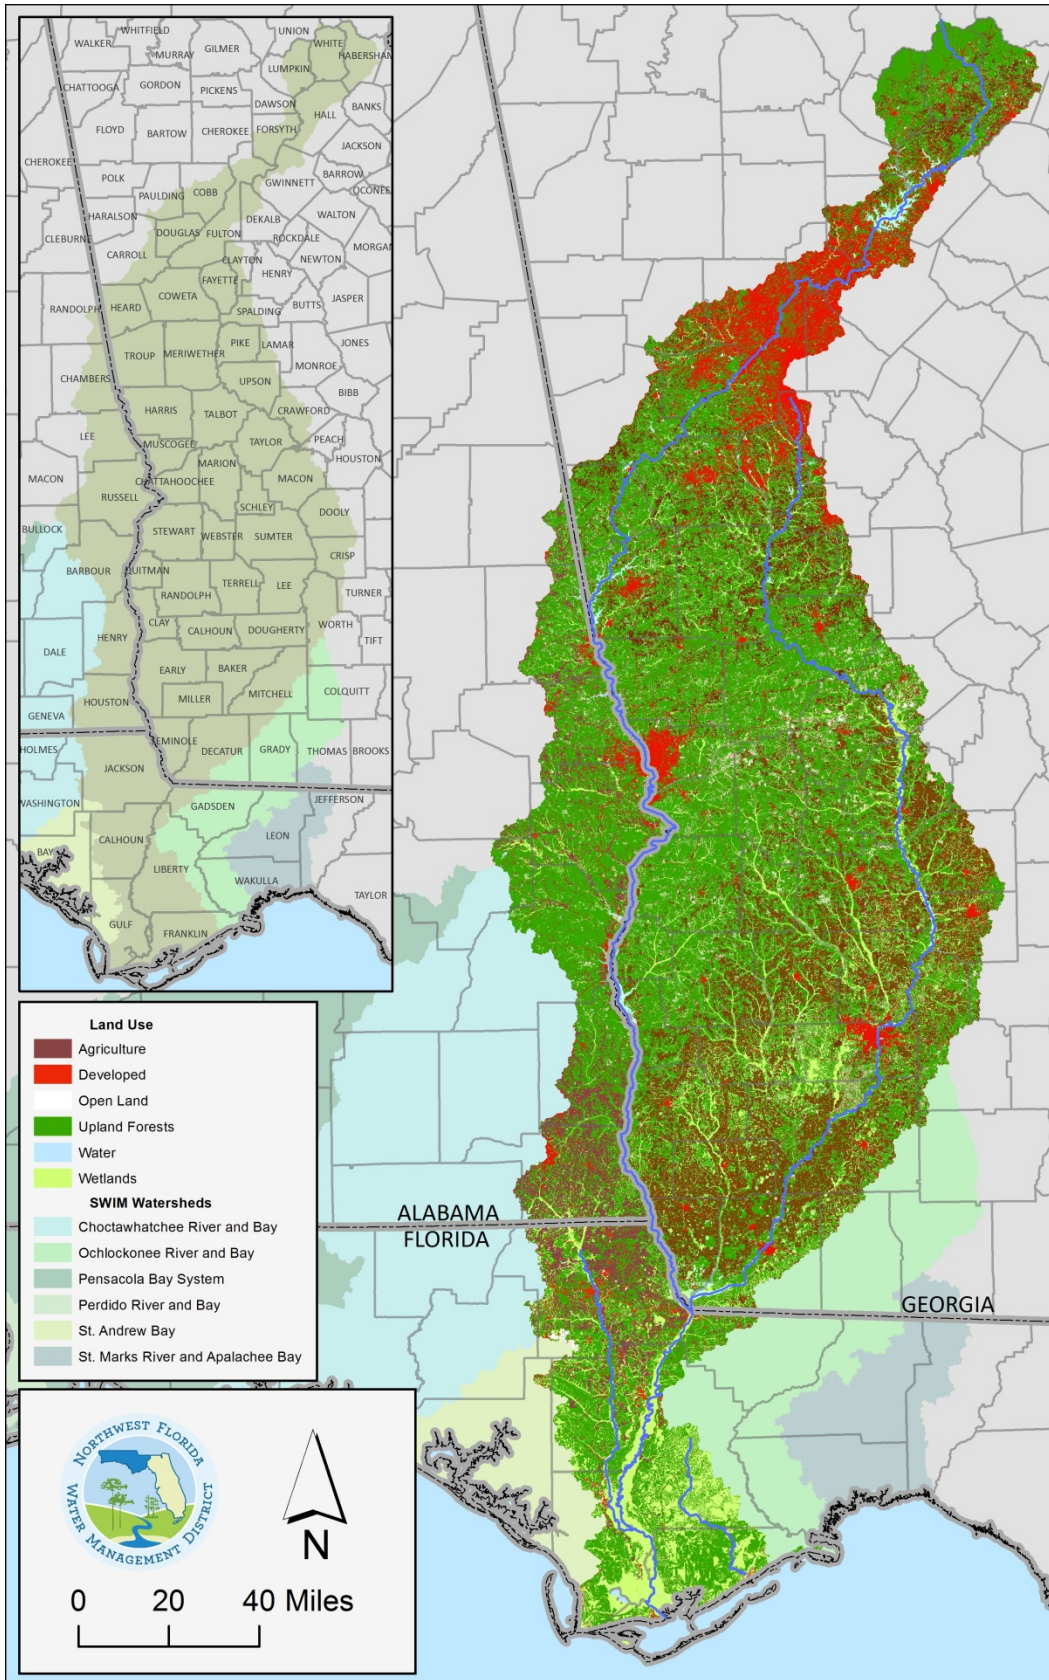 WHITFIELD
UNION
WALKER
MURRAY
GILMER
WHITE
HABERSHAM
LUMPKIN
CHATTOOGA
GORDON
PICKENS
DAWSON
BANKS
FLOYD
BARTOW
CHEROKEE
FORSYTH
HALL
JACKSON
CHEROKEE
POLK
BARROW
GWINNETT
OCONEE
PAULDING
COBB
HARALSON
DEKALB
WALTON
CLEBURNE
DOUGLAS
FULTON
ROCKDALE
MORGAN
CARROLL
CLAYTON
NEWTON
HENRY
FAYETTE
RANDOLPH
HEARD
COWETA
BUTTS
JASPER
SPALDING
TROUP
MERIWETHER
PIKE
LAMAR
JONES
MONROE
CHAMBERS
UPSON
BIBB
HARRIS
TALBOT
CRAWFORD
LEE
MUSCOGEE
TAYLOR
PEACH
HOUSTON
MACON
MARION
CHATTAHOOCHEE
MACON
RUSSELL
SCHLEY
DOOLY
BULLOCK
STEWART
WEBSTER
SUMTER
CRISP
BARBOUR
QUITMAN
TERRELL
LEE
RANDOLPH
TURNER
CLAY
WORTH
HENRY
CALHOUN
DOUGHERTY
TIFT
DALE
EARLY
BAKER
HOUSTON
MILLER
MITCHELL
COLQUITT
GENEVA
SEMINOLE
HOLMES
DECATUR
GRADY
THOMAS
BROOKS
JACKSON
WASHINGTON
GADSDEN
JEFFERSON
CALHOUN
LEON
BAY
LIBERTY
WAKULLA
TAYLOR
GULF
FRANKLIN
Land Use
Agriculture
Developed
Open Land
Upland Forests
Water
Wetlands
SWIM Watersheds
Choctawhatchee River and Bay
Ochlockonee River and Bay
Pensacola Bay System
Perdido River and Bay
St. Andrew Bay
St. Marks River and Apalachee Bay
ALABAMA
FLORIDA
GEORGIA
NORTHWEST FLORIDA
WATER MANAGEMENT DISTRICT
N
0 20 40 Miles